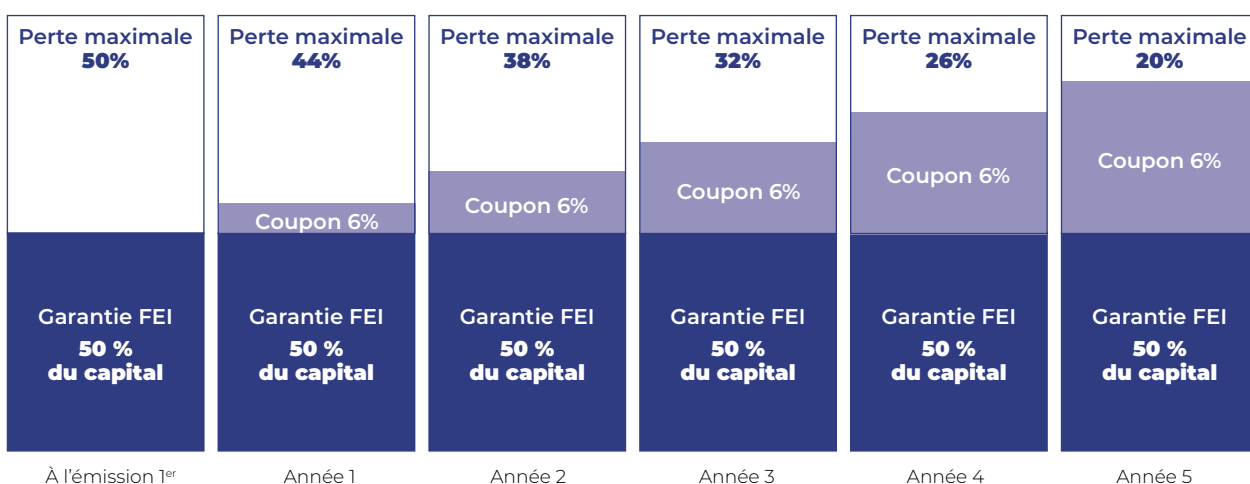 Perte maximale
50%
Perte maximale
44%
Perte maximale
38%
Perte maximale
32%
Perte maximale
26%
Perte maximale
20%
Coupon 6%
Coupon 6%
Coupon 6%
Coupon 6%
Coupon 6%
Garantie FEI
50 %
du capital
Garantie FEI
50 %
du capital
Garantie FEI
50 %
du capital
Garantie FEI
50 %
du capital
Garantie FEI
50 %
du capital
Garantie FEI
50 %
du capital
À l’émission 1er
Année 1
Année 2
Année 3
Année 4
Année 5